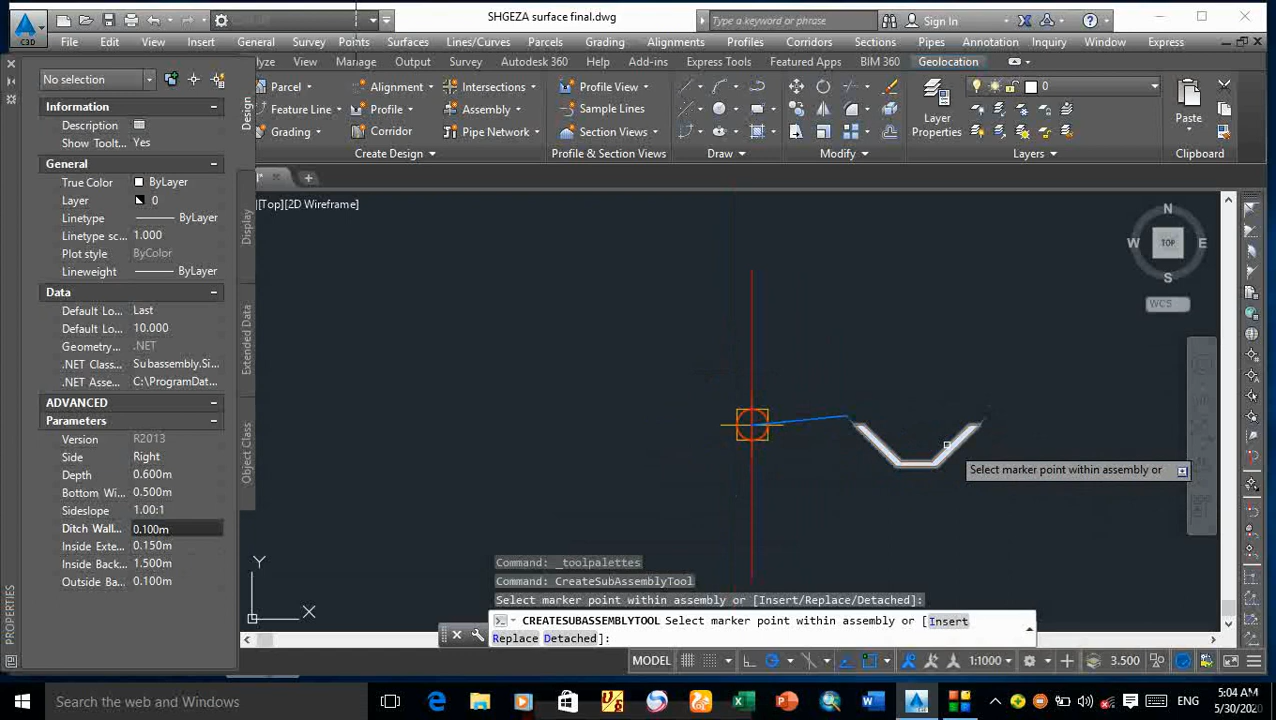 SHGEZA surface final.dwg
Type a keyword or phrase
Sign In
C3D
File Edit View Insert General Survey Points Surfaces Lines/Curves Parcels Grading Alignments Profiles Corridors Sections Pipes Annotation Inquiry Window Express
View Manage Output Survey Autodesk 360 Help Add-ins Express Tools Featured Apps BIM 360 Geolocation
Parcel Alignment Intersections Profile View
Feature Line Profile Assembly Sample Lines
Grading Corridor Pipe Network Section Views
Create Design Profile & Section Views Draw Modify
Layer Properties
0
Layers
Paste
Clipboard
[Top][2D Wireframe]
N
W TOP E
S
WCS
No selection
Information
Description
Show Toolt... Yes
General
True Color ByLayer
Layer 0
Linetype ByLayer
Linetype sc... 1.000
Plot style ByColor
Lineweight ByLayer
Data
Default Lo... Last
Default Lo... 10.000
Geometry... .NET
.NET Class... Subassembly.Si...
.NET Asse... C:\ProgramDat...
ADVANCED
Parameters
Version R2013
Side Right
Depth 0.600m
Bottom Wi... 0.500m
Sideslope 1.00:1
Ditch Wall... 0.100m
Inside Exte... 0.150m
Inside Back... 1.500m
Outside Ba... 0.100m
Design
Display
Extended Data
Object Class
PROPERTIES
Select marker point within assembly or
Y
X
Command: _toolpalettes
Command: CreateSubAssemblyTool
Select marker point within assembly or [Insert/Replace/Detached]:
CREATESUBASSEMBLYTOOL Select marker point within assembly or [Insert
Replace Detached]:
MODEL 1:1000 3.500
Search the web and Windows
ENG
5:04 AM
5/30/2020